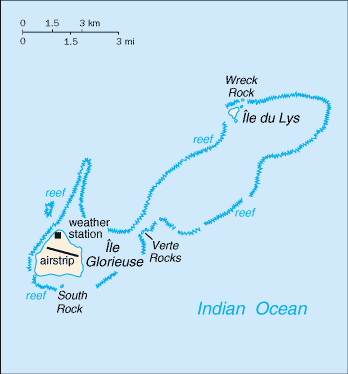 0 1.5 3 km
0 1.5 3 mi
Wreck
Rock
Île du Lys
reef
reef
reef
weather
station
Île
Glorieuse
Verte
Rocks
airstrip
reef
South
Rock
Indian Ocean